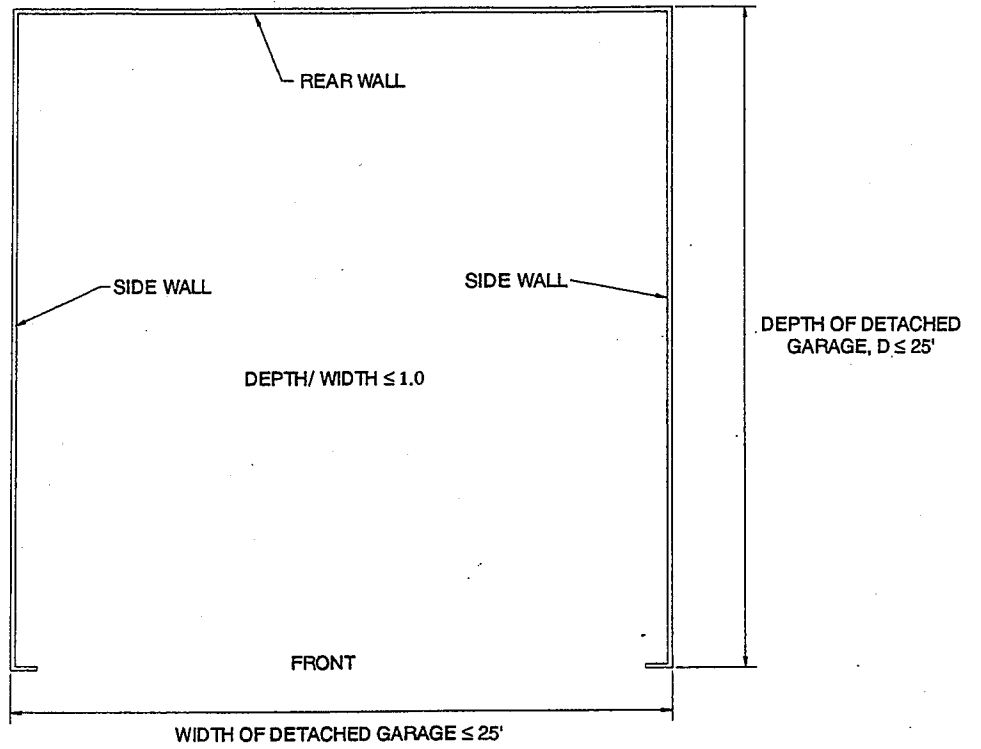 REAR WALL
SIDE WALL
SIDE WALL
DEPTH OF DETACHED
GARAGE, D ≤ 25'
DEPTH/ WIDTH ≤ 1.0
FRONT
WIDTH OF DETACHED GARAGE ≤ 25'